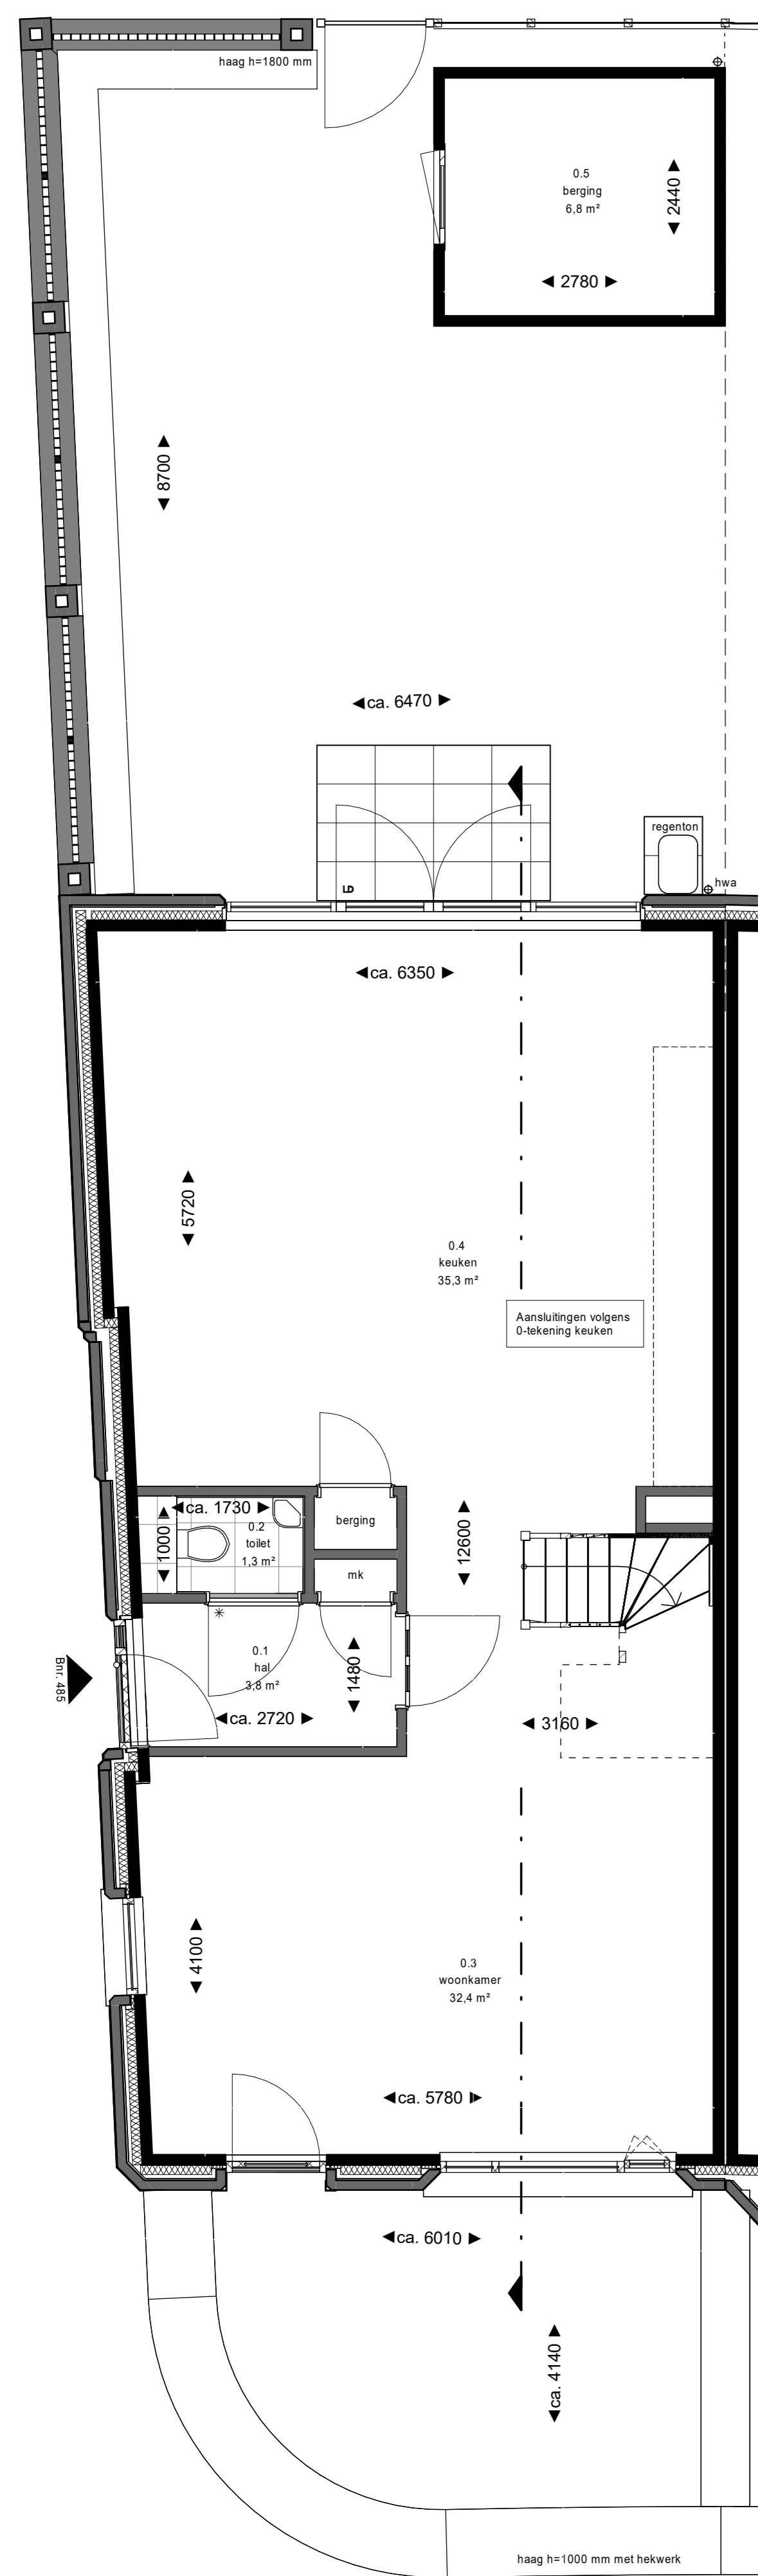 haag h=1800 mm
0.5
berging
6,8 m²
2440
2780
8700
ca. 6470
regenton
LD
hwa
ca. 6350
5720
0.4
keuken
35,3 m²
Aansluitingen volgens
0-tekening keuken
ca. 1730
1000
0.2
toilet
1,3 m²
berging
mk
12600
0.1
hal
3,8 m²
1480
Bnr. 485
ca. 2720
3160
4100
0.3
woonkamer
32,4 m²
ca. 5780
ca. 6010
ca. 4140
haag h=1000 mm met hekwerk